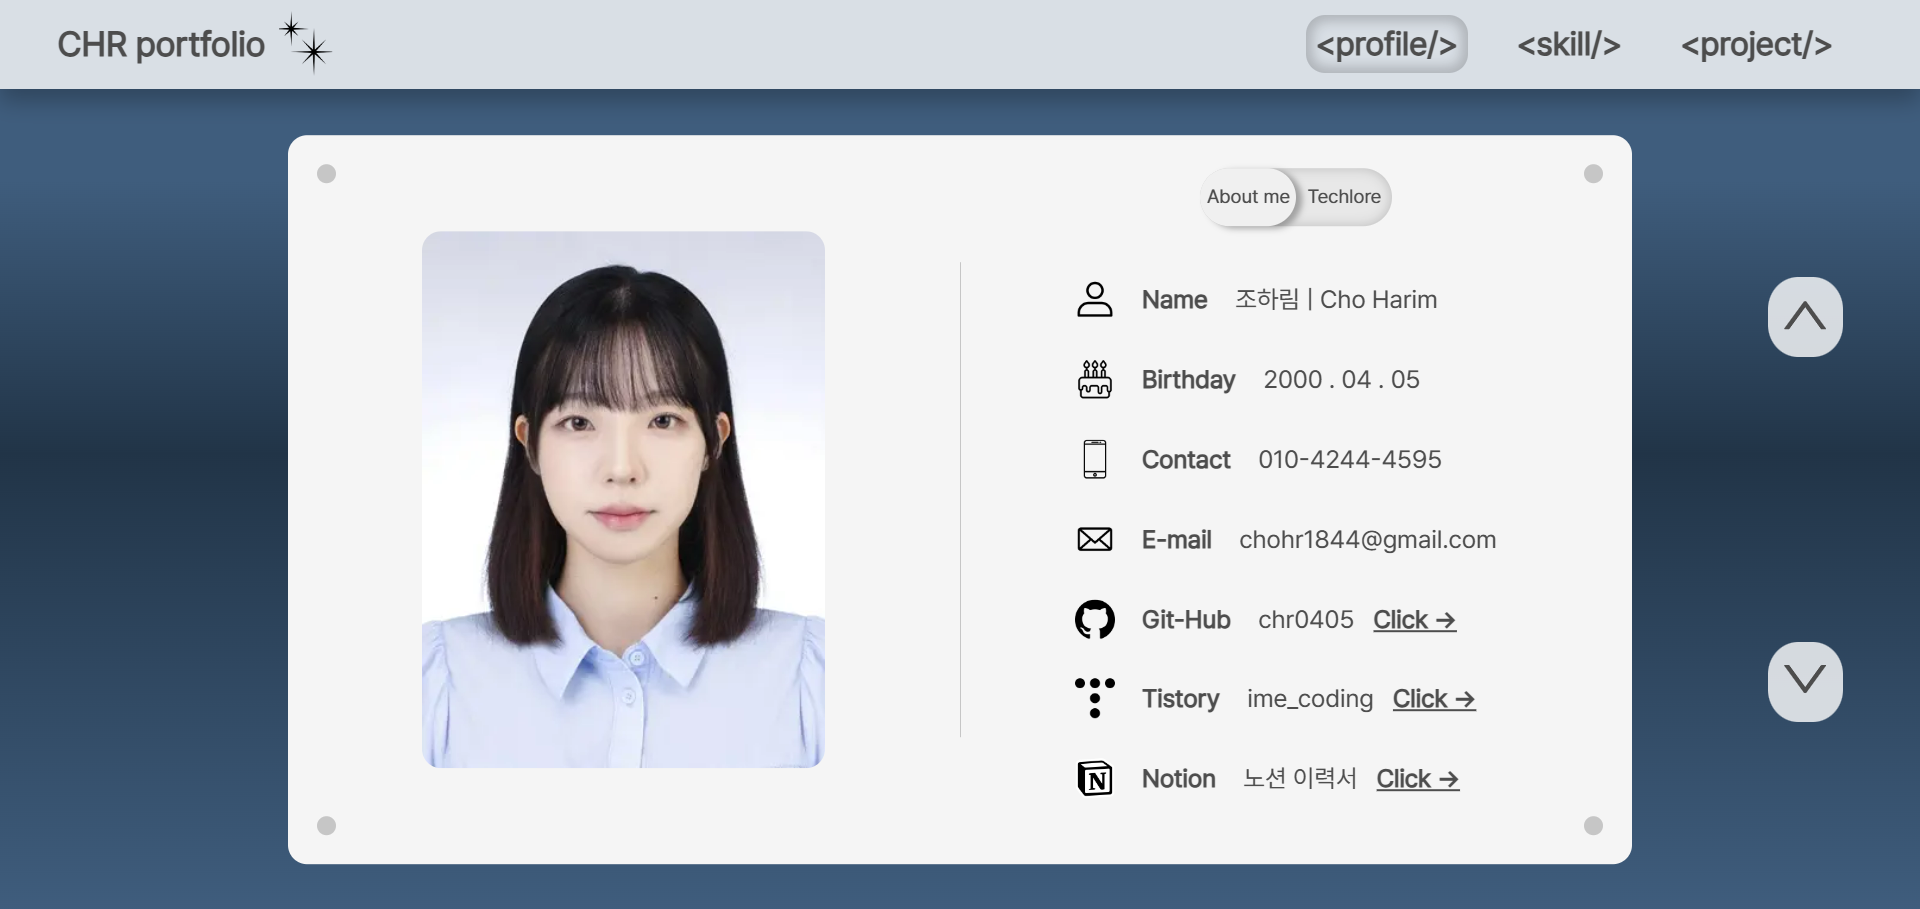 CHR portfolio
<profile/> <skill/> <project/>
About me Techlore
Name 조하림 | Cho Harim
Birthday 2000 . 04 . 05
Contact 010-4244-4595
E-mail chohr1844@gmail.com
Git-Hub chr0405 Click →
Tistory ime_coding Click →
N Notion 노션 이력서 Click →